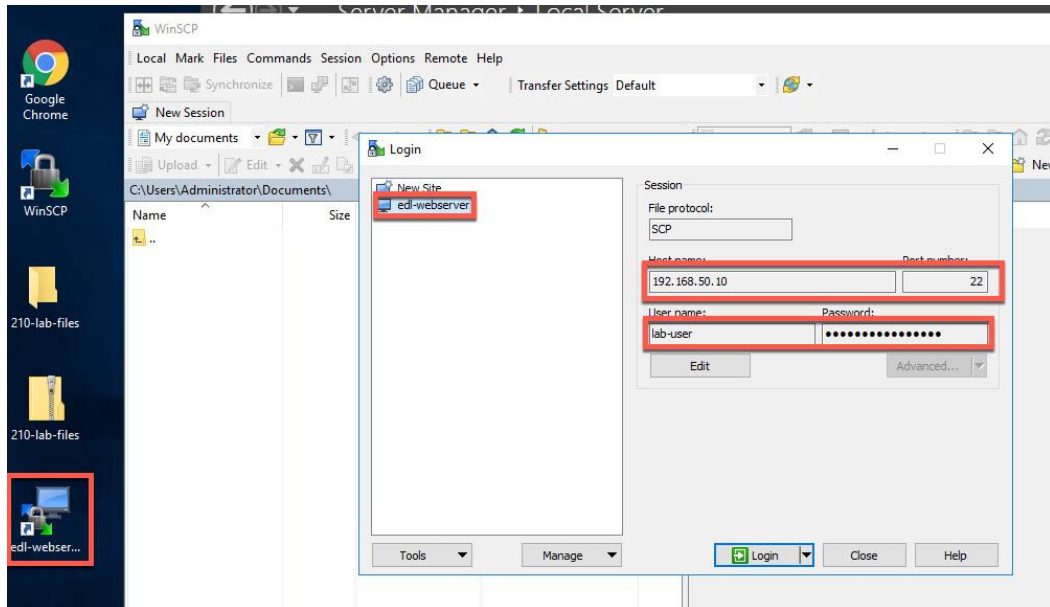 Server Manager • Local Server
WinSCP
Local Mark Files Commands Session Options Remote Help
Synchronize
Queue
Transfer Settings Default
New Session
My documents
Upload
Edit
New
C:\Users\Administrator\Documents\
Name
Size
Login
New Site
edl-webserver
Session
File protocol:
SCP
Host name:
Port number:
192.168.50.10
22
User name:
Password:
lab-user
••••••••••••••••
Edit
Advanced...
Tools
Manage
Login
Close
Help
Google
Chrome
WinSCP
210-lab-files
210-lab-files
edl-webser...